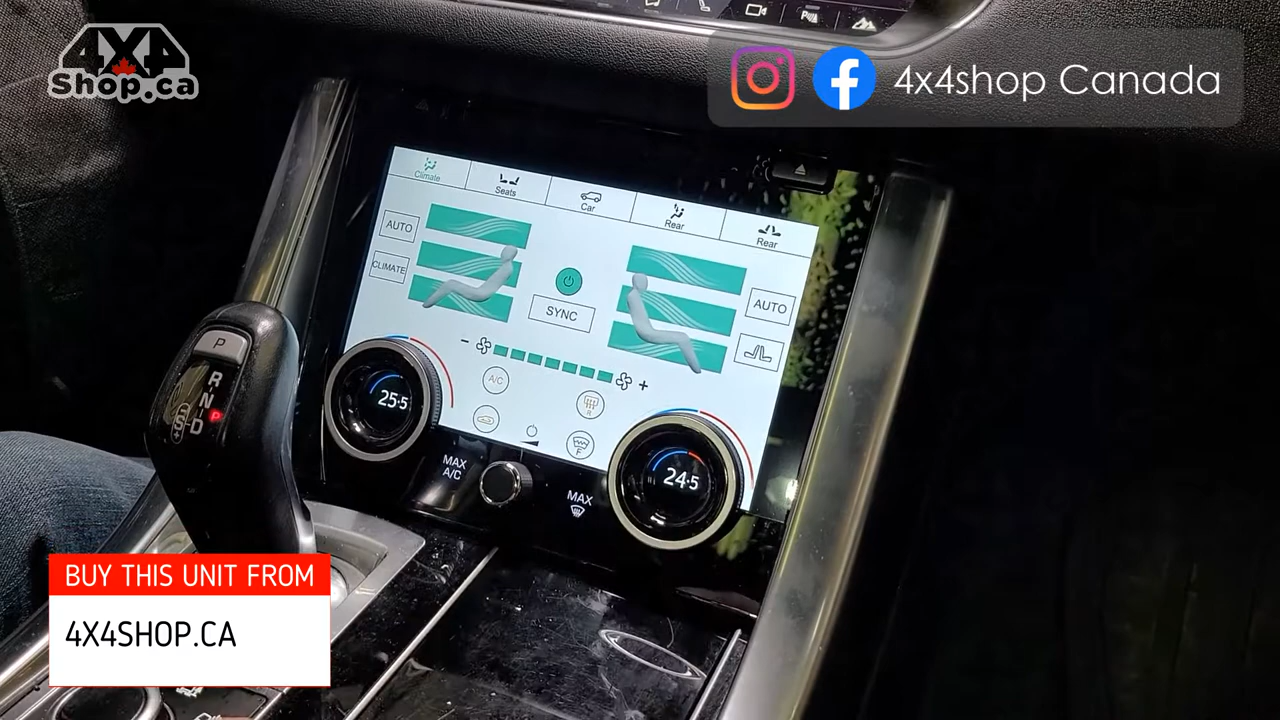 4X4
Shop.ca
4x4shop Canada
Climate
Seats
Car
Rear
Rear
AUTO
CLIMATE
SYNC
AUTO
− +
A/C
R
F
25.5
24.5
MAX
A/C
MAX
P
R
N
D
P
S
+
BUY THIS UNIT FROM
4X4SHOP.CA